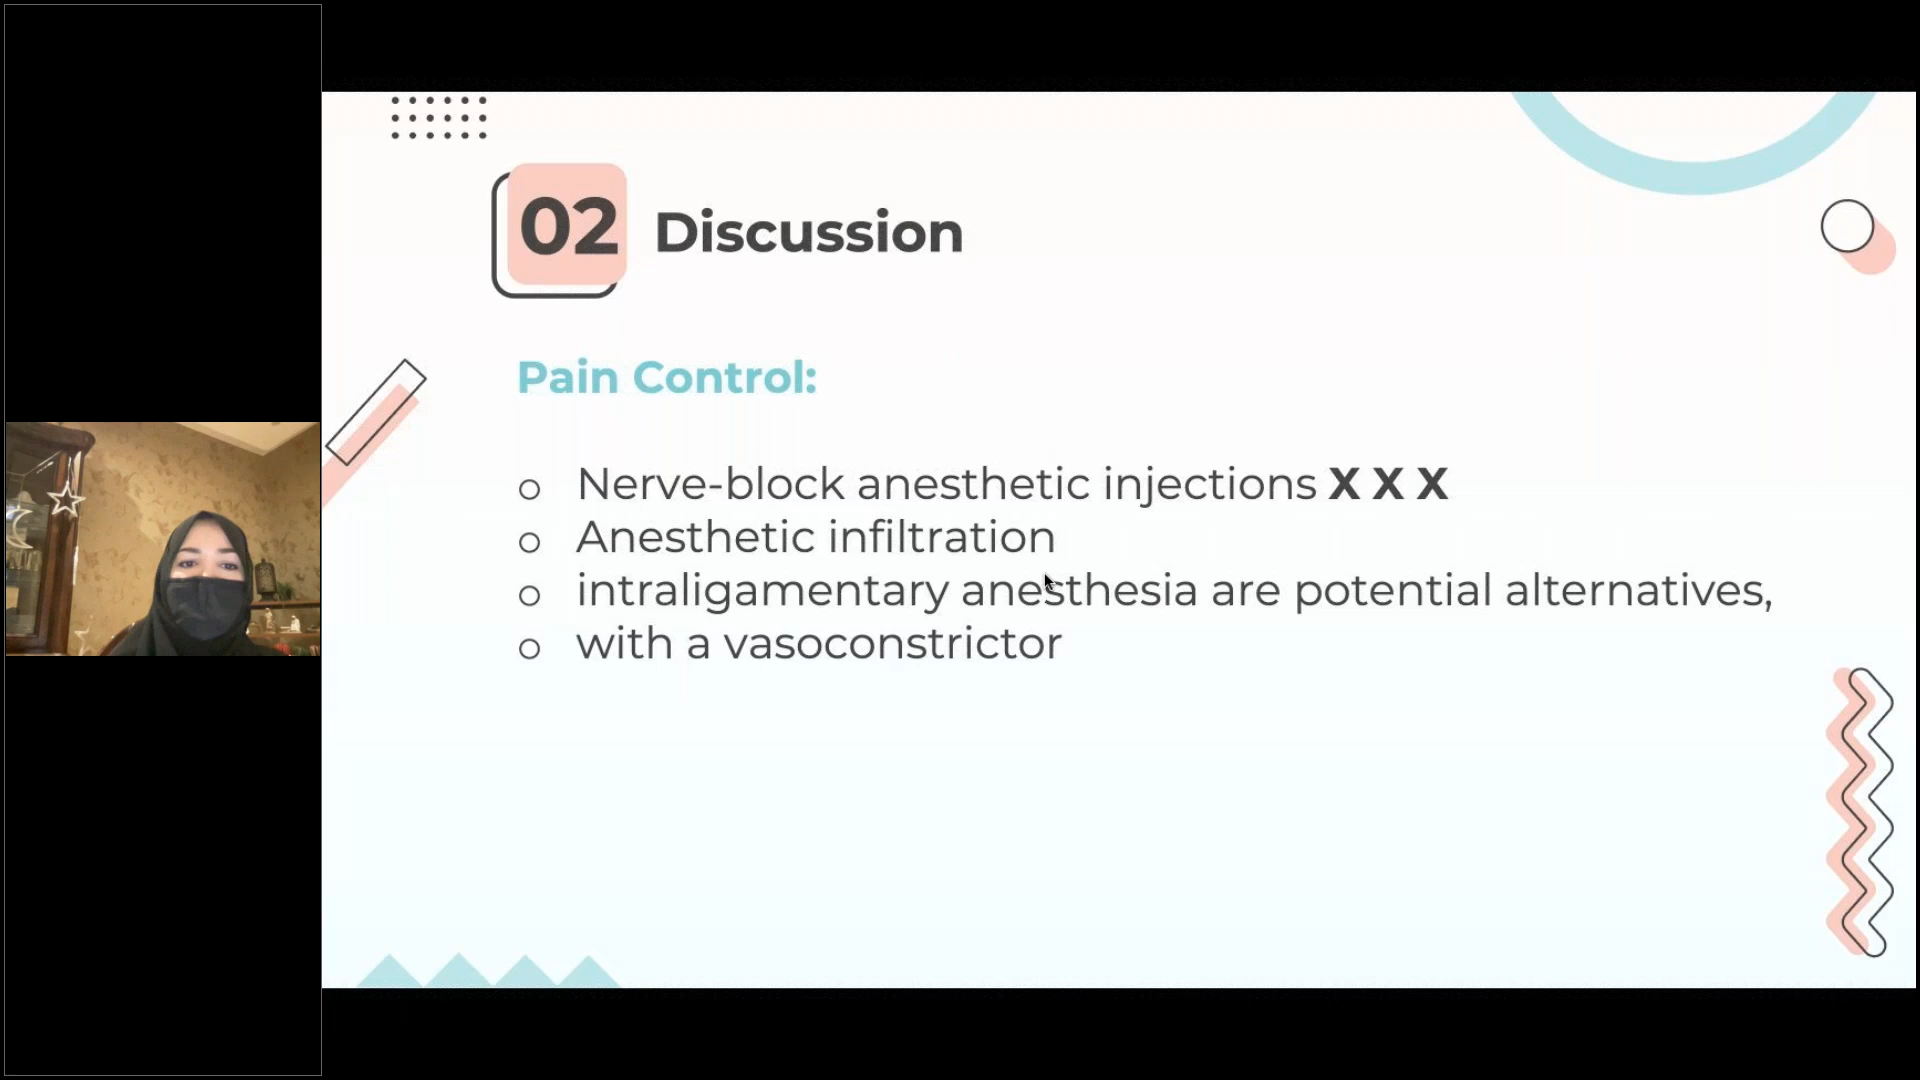 02 Discussion
Pain Control:
Nerve-block anesthetic injections X X X
Anesthetic infiltration
intraligamentary anesthesia are potential alternatives,
with a vasoconstrictor